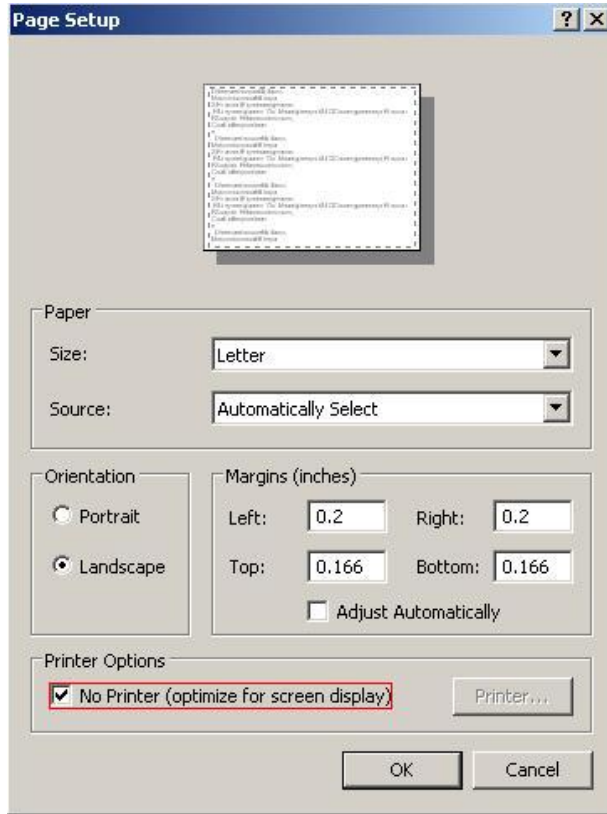 Page Setup
Paper
Size: Letter
Source: Automatically Select
Orientation
Portrait
Landscape
Margins (inches)
Left: 0.2 Right: 0.2
Top: 0.166 Bottom: 0.166
Adjust Automatically
Printer Options
No Printer (optimize for screen display) Printer...
OK Cancel